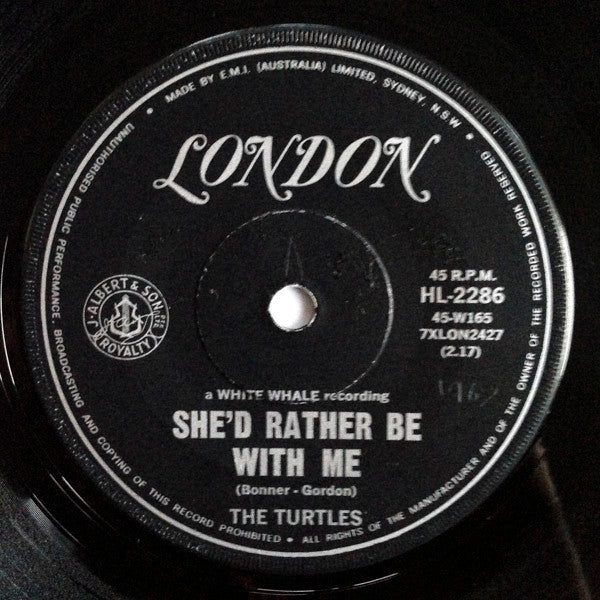 • MADE BY E.M.I. (AUSTRALIA) LIMITED, SYDNEY, N.S.W •
LONDON
J. ALBERT & SON
ROYALTY
45 R.P.M.
HL-2286
45-W165
7XLON2427
(2.17)
a WHITE WHALE recording
SHE'D RATHER BE
WITH ME
(Bonner - Gordon)
THE TURTLES
UNAUTHORISED PUBLIC PERFORMANCE, BROADCASTING AND COPYING OF THIS RECORD PROHIBITED • ALL RIGHTS OF THE MANUFACTURER AND OF THE OWNER OF THE RECORDED WORK RESERVED